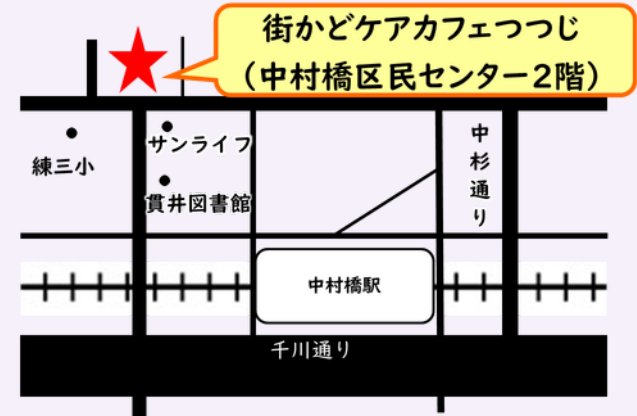 街かどケアカフェつつじ
（中村橋区民センター2階）
サンライフ
練三小
貫井図書館
中杉通り
中村橋駅
千川通り